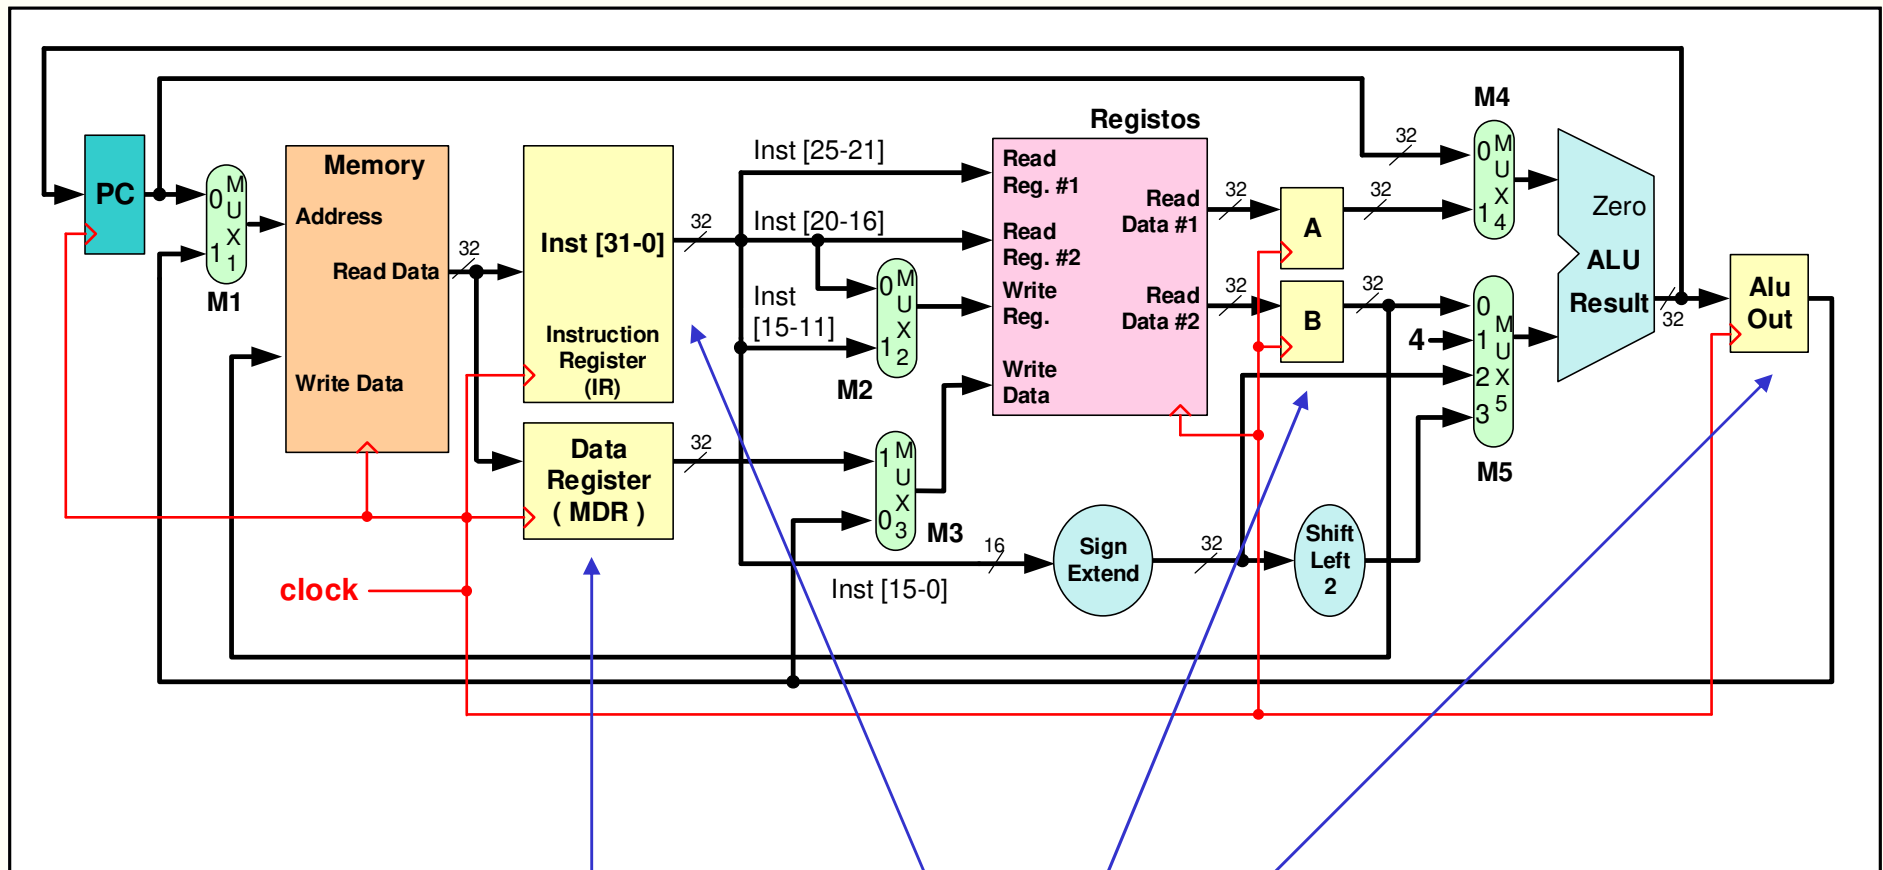 PC
0
1
M
U
X
1
M1
Memory
Address
Read Data
Write Data
32
Inst [31-0]
Instruction
Register
(IR)
Data
Register
( MDR )
clock
32
32
Inst [25-21]
Inst [20-16]
Inst
[15-11]
0
1
M
U
X
2
M2
1
0
M
U
X
3
M3
16
Inst [15-0]
Registos
Read
Reg. #1
Read
Reg. #2
Write
Reg.
Write
Data
Read
Data #1
Read
Data #2
32
32
A
B
32
32
Sign
Extend
32
Shift
Left
2
32
M4
0
1
M
U
X
4
4
0
1
2
3
M
U
X
5
M5
Zero
ALU
Result
32
Alu
Out